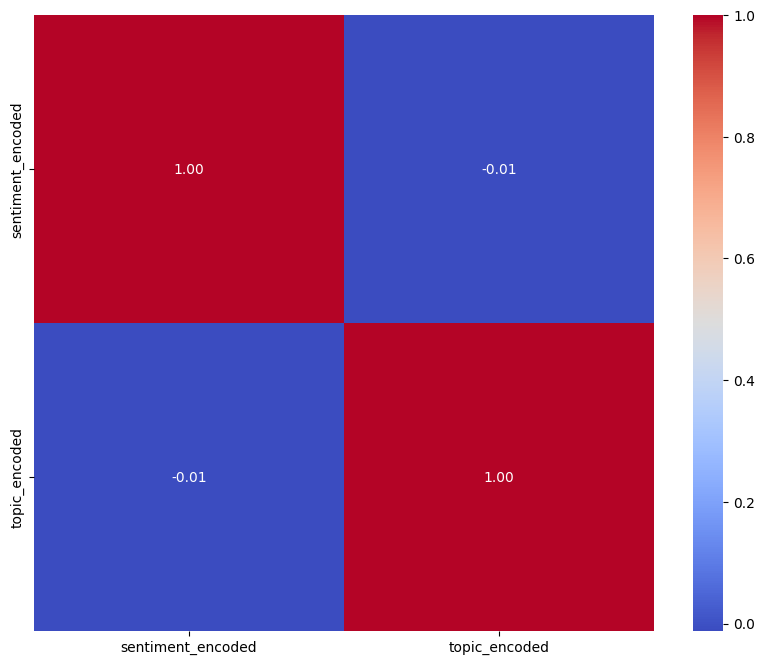 sentiment_encoded
topic_encoded
1.00
-0.01
-0.01
1.00
sentiment_encoded
topic_encoded
1.0
0.8
0.6
0.4
0.2
0.0